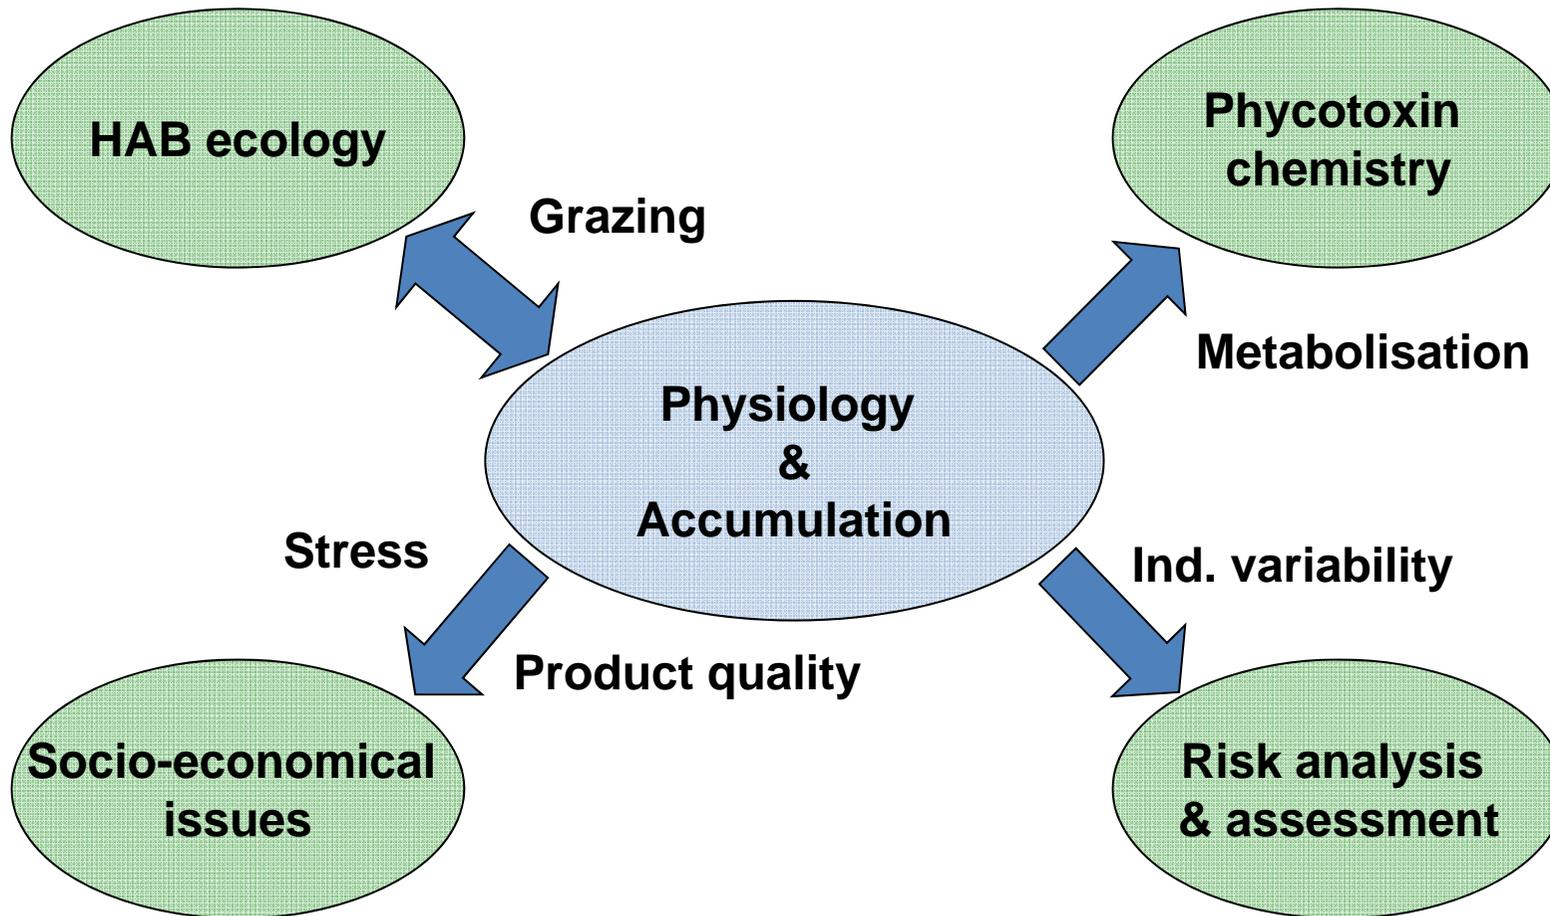 HAB ecology
Phycotoxin
chemistry
Grazing
Metabolisation
Physiology
&
Accumulation
Stress
Ind. variability
Product quality
Socio-economical
issues
Risk analysis
& assessment